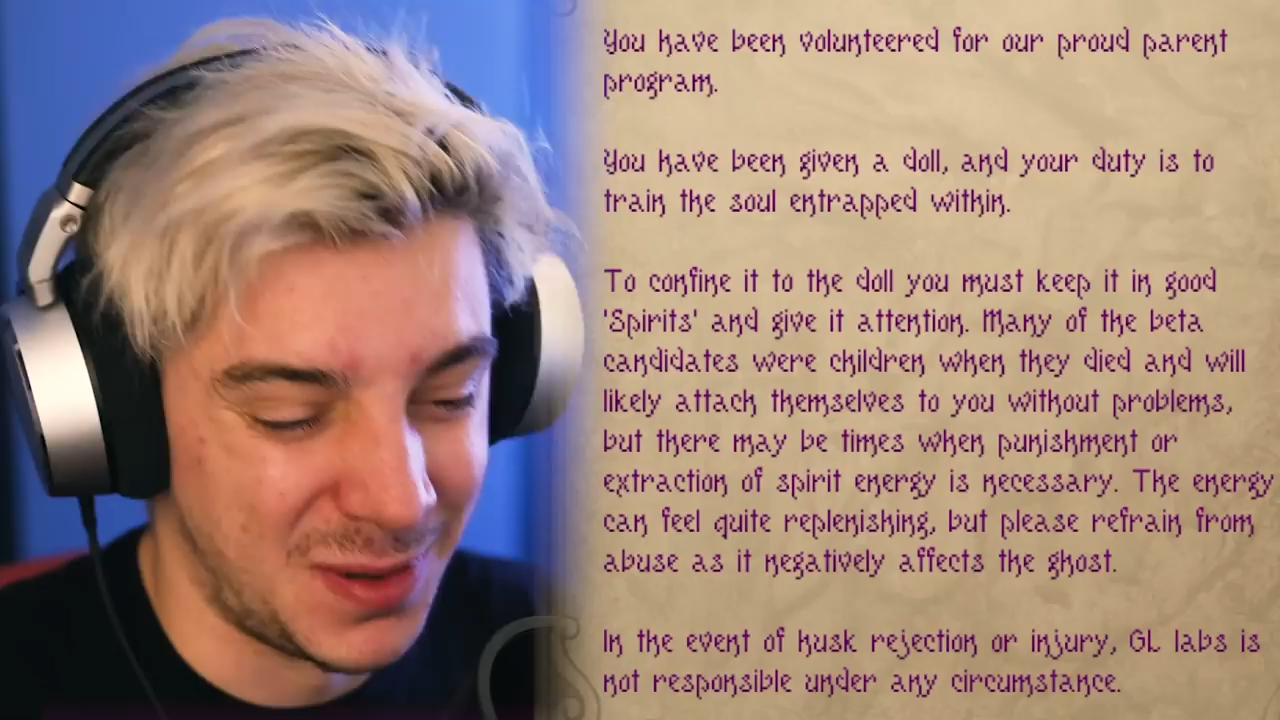 You have been volunteered for our proud parent
program.
You have been given a doll, and your duty is to
train the soul entrapped within.
To confine it to the doll you must keep it in good
'Spirits' and give it attention. Many of the beta
candidates were children when they died and will
likely attach themselves to you without problems,
but there may be times when punishment or
extraction of spirit energy is necessary. The energy
can feel quite replenishing, but please refrain from
abuse as it negatively affects the ghost.
In the event of husk rejection or injury, GL labs is
not responsible under any circumstance.